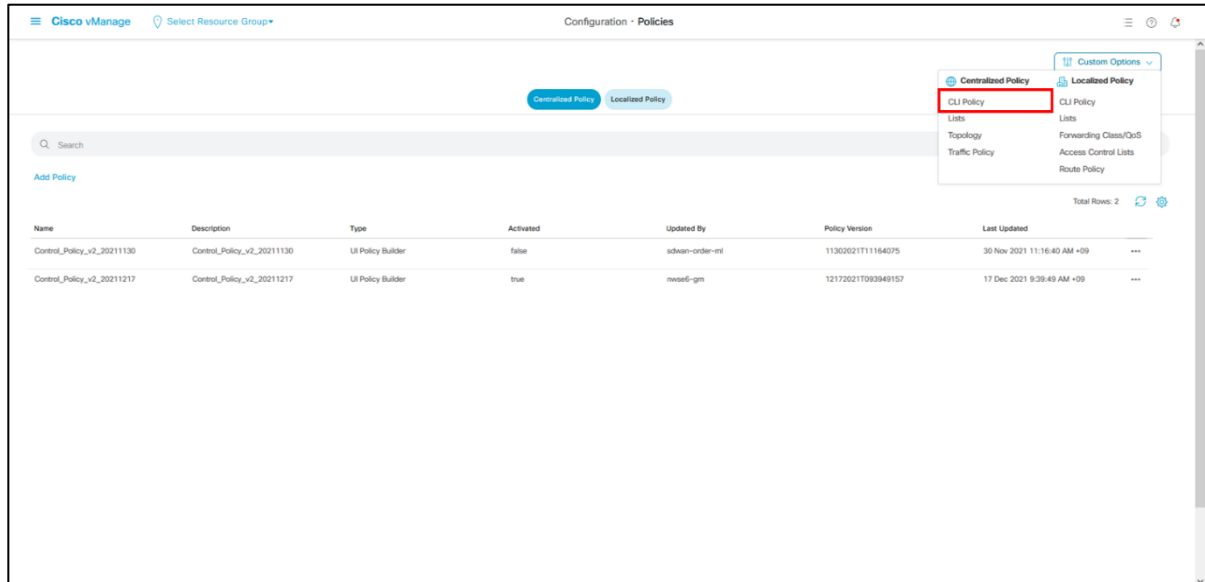 Cisco vManage Select Resource Group▾ Configuration · Policies
Custom Options
Centralized Policy Localized Policy
Centralized Policy Localized Policy
CLI Policy CLI Policy
Lists Lists
Topology Forwarding Class/QoS
Traffic Policy Access Control Lists
Route Policy
Search
Add Policy
Total Rows: 2
Name Description Type Activated Updated By Policy Version Last Updated
Control_Policy_v2_20211130 Control_Policy_v2_20211130 UI Policy Builder false sdwan-order-ml 11302021T11164075 30 Nov 2021 11:16:40 AM +09 •••
Control_Policy_v2_20211217 Control_Policy_v2_20211217 UI Policy Builder true nwse6-gm 12172021T093949157 17 Dec 2021 9:39:49 AM +09 •••